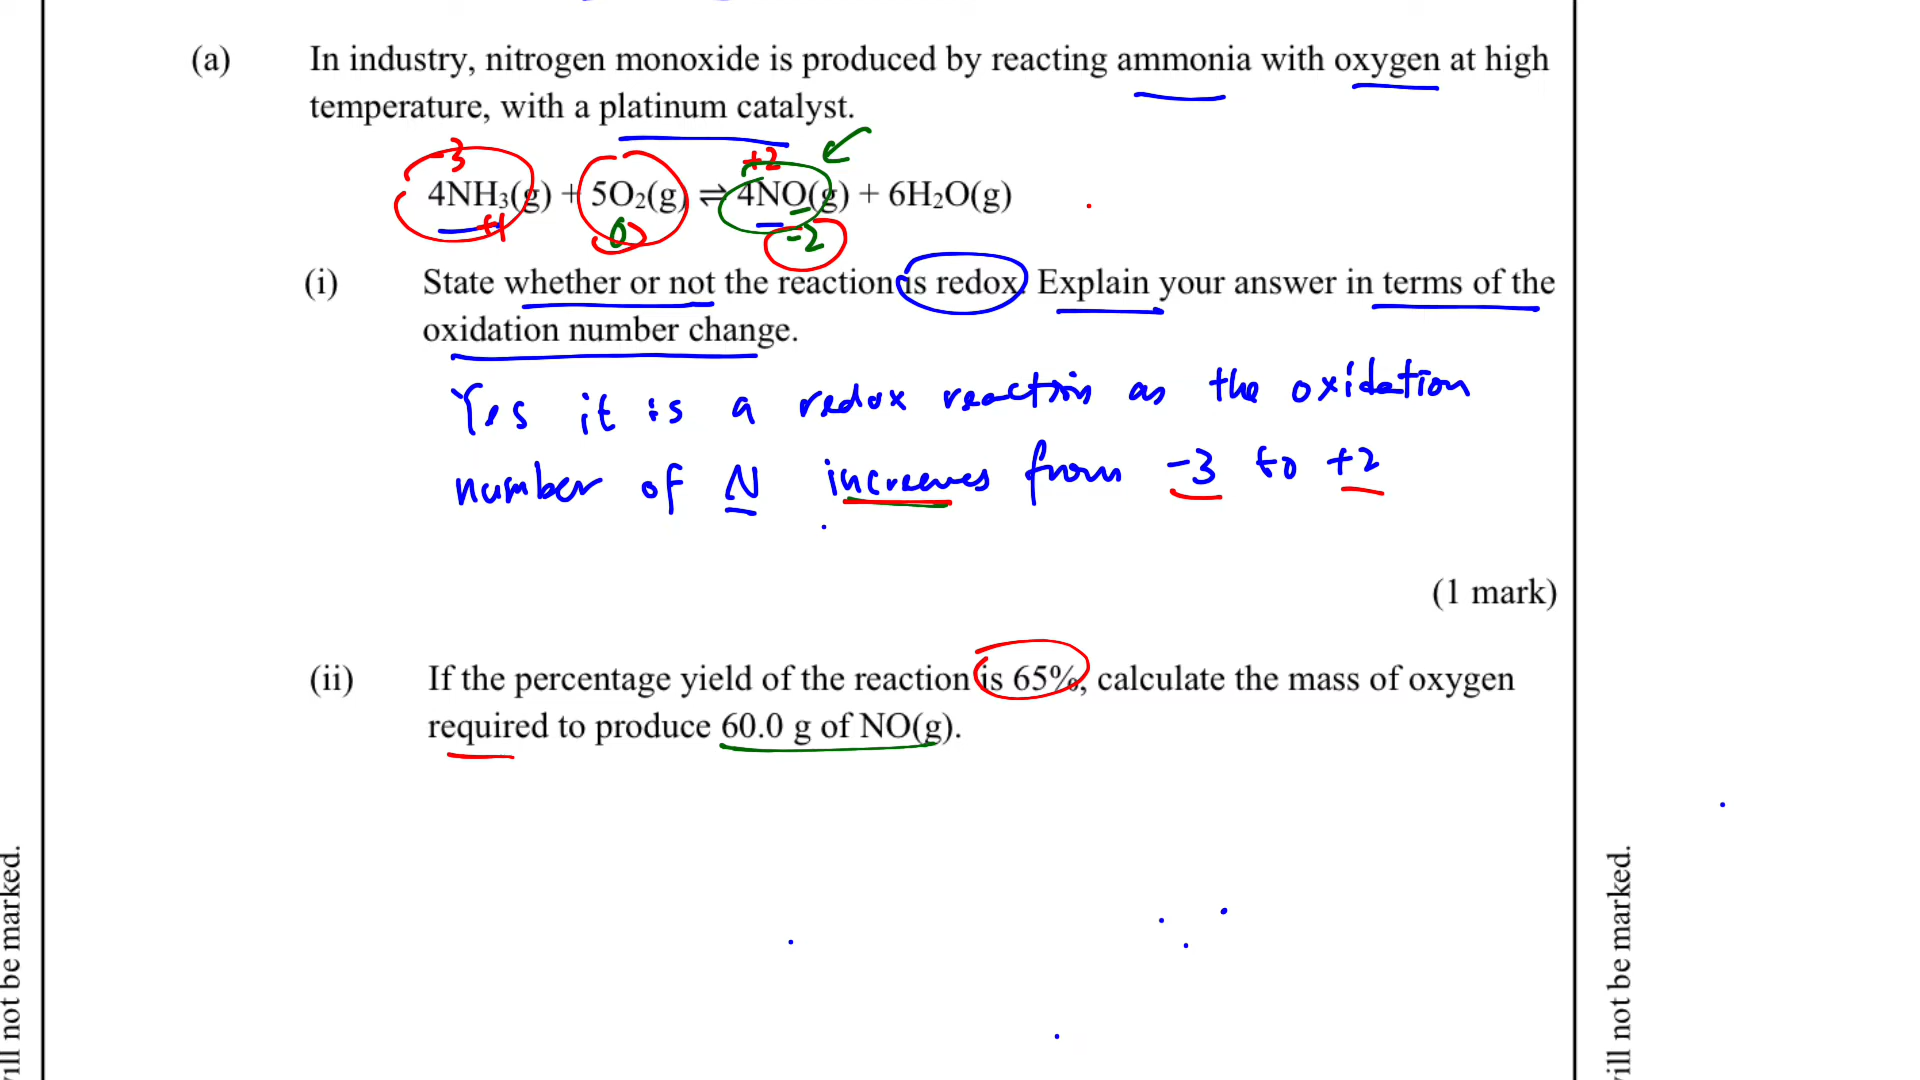 (a) In industry, nitrogen monoxide is produced by reacting ammonia with oxygen at high
temperature, with a platinum catalyst.
-3 +2
4NH₃(g) + 5O₂(g) ⇌ 4NO(g) + 6H₂O(g)
+1 0 -2
(i) State whether or not the reaction is redox. Explain your answer in terms of the
oxidation number change.
Yes it is a redox reaction as the oxidation
number of N increases from -3 to +2
(1 mark)
(ii) If the percentage yield of the reaction is 65%, calculate the mass of oxygen
required to produce 60.0 g of NO(g).
ill not be marked.
vill not be marked.